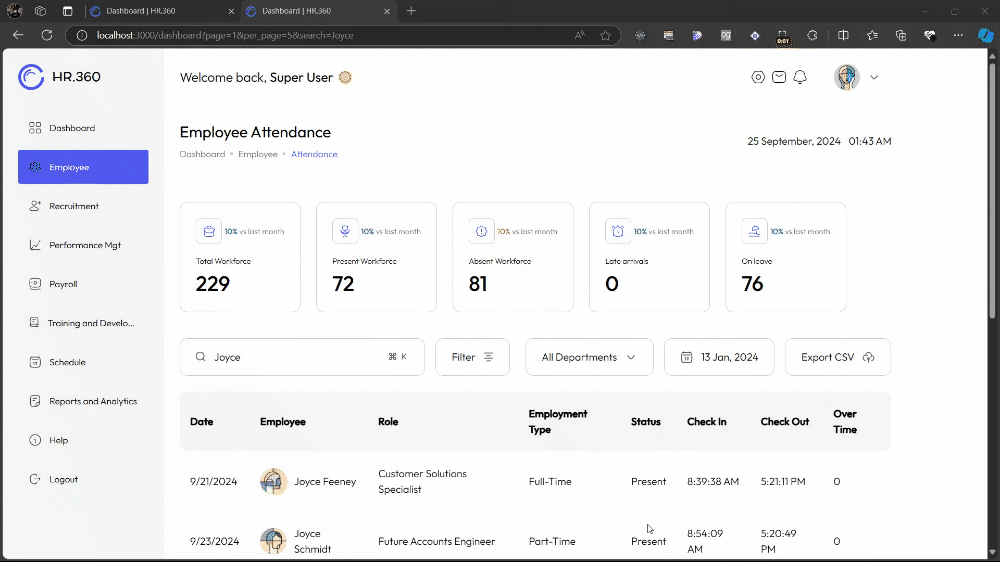 Dashboard | HR.360
Dashboard | HR.360
localhost:3000/dashboard?page=1&per_page=5&search=Joyce
0:01
HR.360
Welcome back, Super User
Dashboard
Employee
Recruitment
Performance Mgt
Payroll
Training and Develo...
Schedule
Reports and Analytics
Help
Logout
Employee Attendance
Dashboard • Employee • Attendance
25 September, 2024 01:43 AM
10% vs last month
Total Workforce
229
10% vs last month
Present Workforce
72
10% vs last month
Absent Workforce
81
10% vs last month
Late arrivals
0
10% vs last month
On leave
76
Joyce ⌘ K
Filter
All Departments
13 Jan, 2024
Export CSV
Date Employee Role Employment Type Status Check In Check Out Over Time
9/21/2024 Joyce Feeney Customer Solutions Specialist Full-Time Present 8:39:38 AM 5:21:11 PM 0
9/23/2024 Joyce Schmidt Future Accounts Engineer Part-Time Present 8:54:09 AM 5:20:49 PM 0